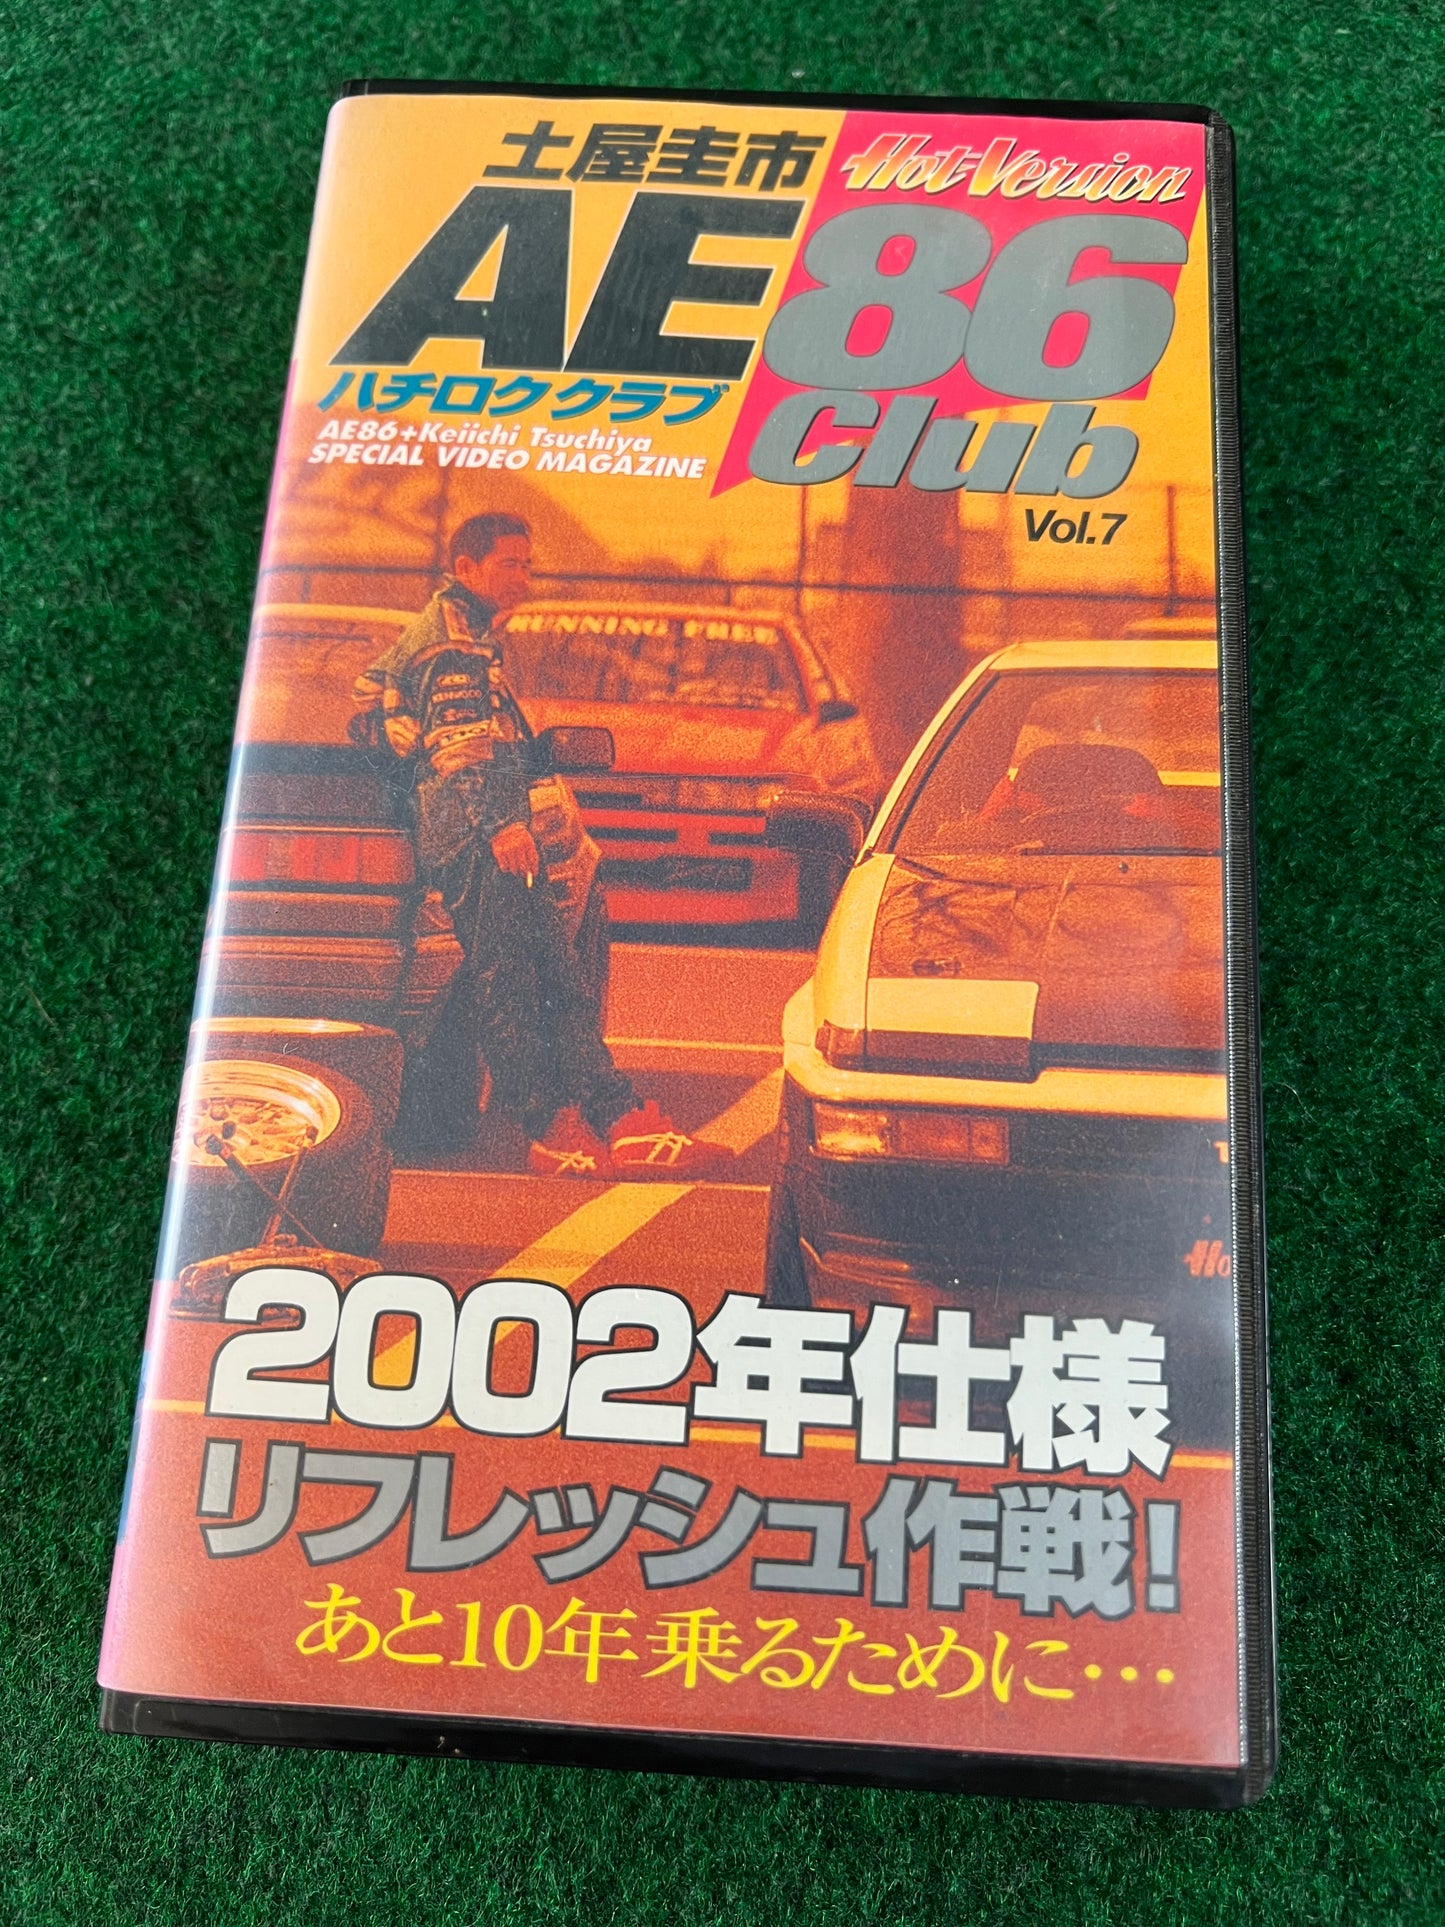 土屋圭市
Hot-Version
AE86
Club
ハチロククラブ
AE86+Keiichi Tsuchiya
SPECIAL VIDEO MAGAZINE
Vol.7
RUNNING FREE
KENWOOD
2002年仕様
リフレッシュ作戦!
あと10年乗るために…